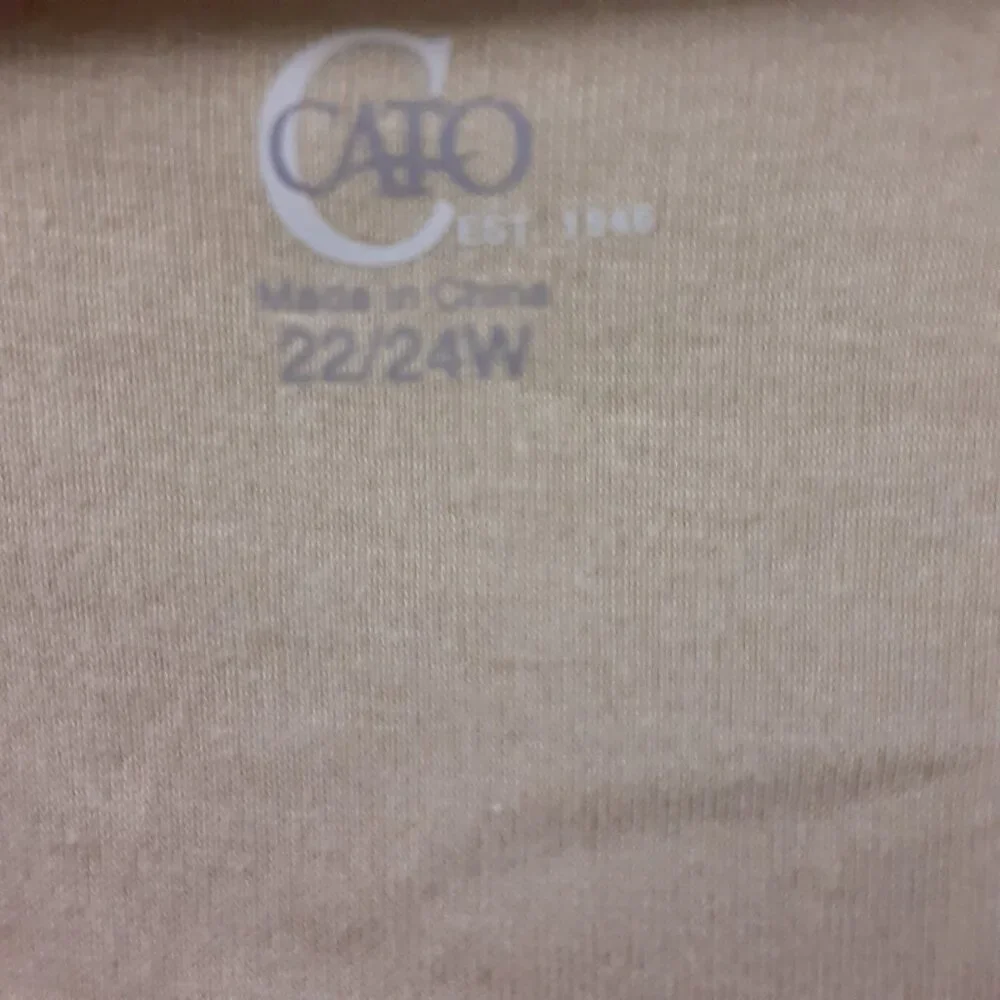 C
CATO
EST. 1946
Made in China
22/24W